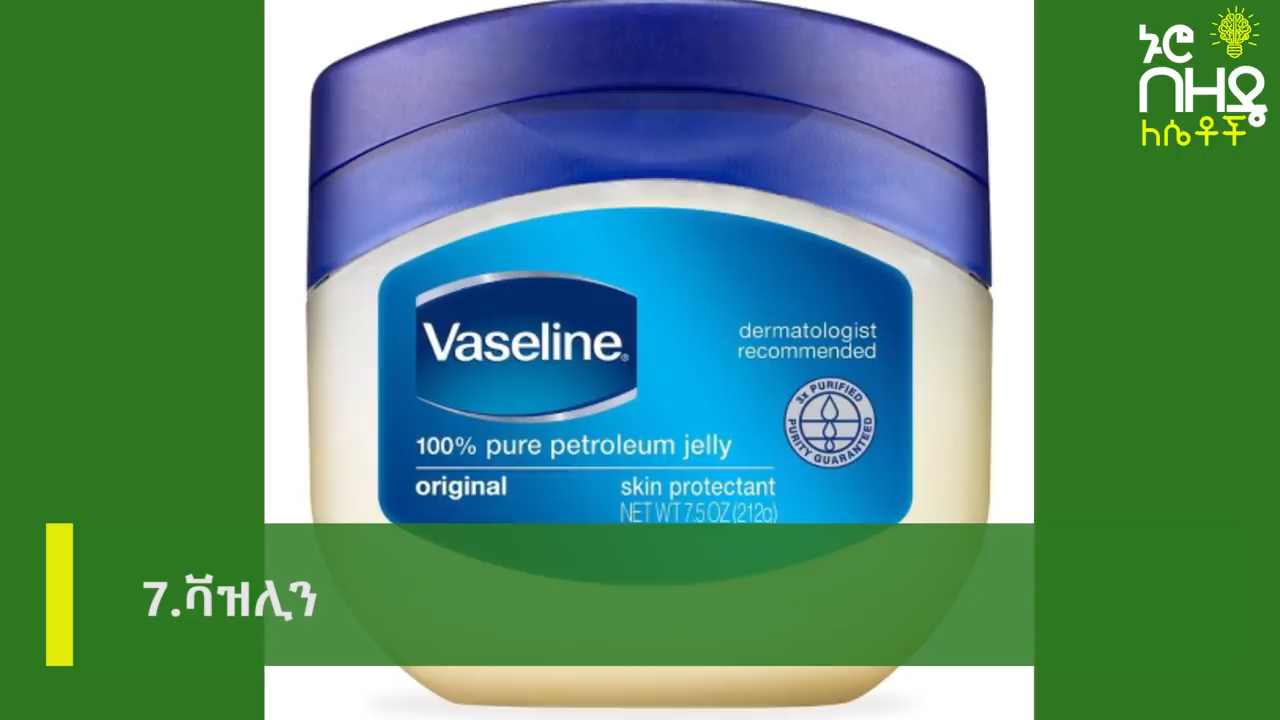 ኑሮ
በዘዴ
ለሴቶች
Vaseline®
dermatologist
recommended
3x PURIFIED
PURITY GUARANTEED
100% pure petroleum jelly
original
skin protectant
NET WT 7.5 OZ (212g)
7.ቫዝሊን